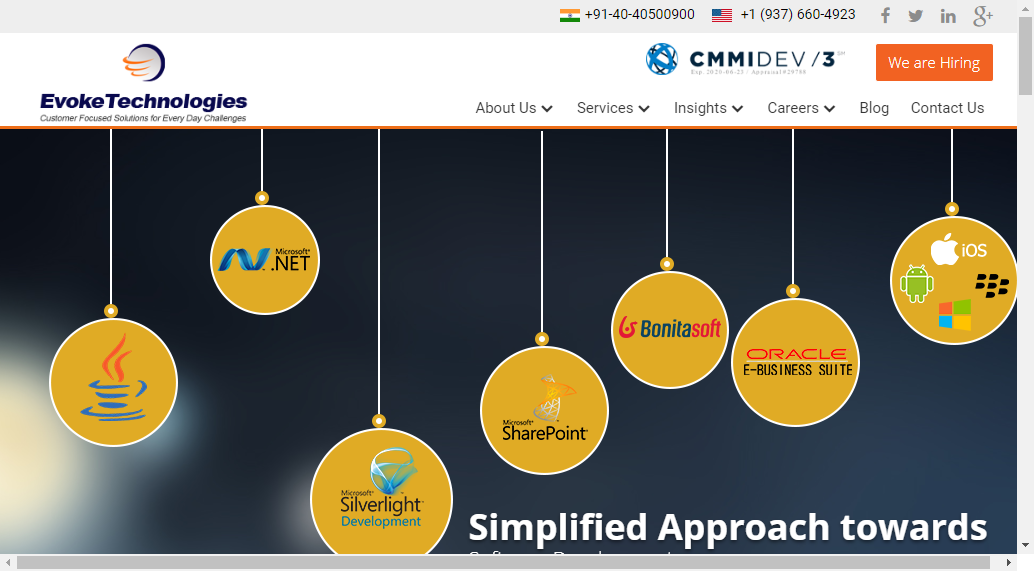 +91-40-40500900 +1 (937) 660-4923
CMMIDEV/3 SM
Exp. 2020-06-23 / Appraisal #29788
We are Hiring
EvokeTechnologies
Customer Focused Solutions for Every Day Challenges
About Us Services Insights Careers Blog Contact Us
Microsoft®
.NET
iOS
Bonitasoft
ORACLE
E-BUSINESS SUITE
Microsoft®
SharePoint®
Microsoft®
Silverlight™
Development
Simplified Approach towards